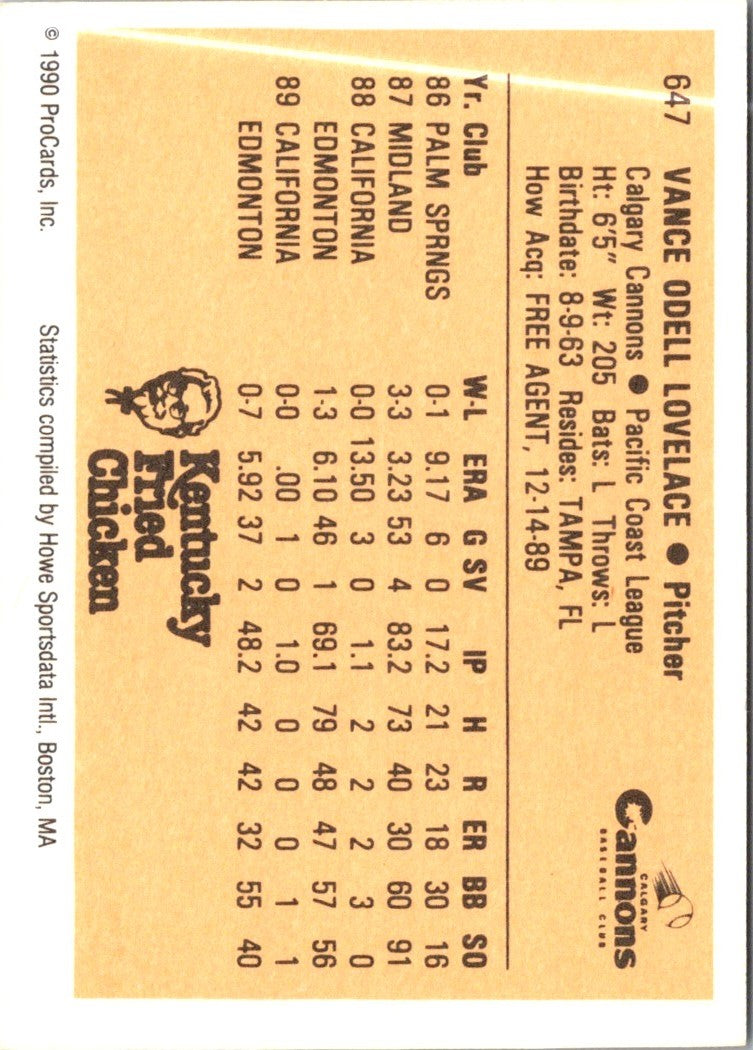 647 VANCE ODELL LOVELACE ● Pitcher
Calgary Cannons ● Pacific Coast League
Ht: 6'5" Wt: 205 Bats: L Throws: L
Birthdate: 8-9-63 Resides: TAMPA, FL
How Acq: FREE AGENT, 12-14-89
CALGARY
Cannons
BASEBALL CLUB
Yr. Club W-L ERA G SV IP H R ER BB SO
86 PALM SPRNGS 0-1 9.17 6 0 17.2 21 23 18 30 16
87 MIDLAND 3-3 3.23 53 4 83.2 73 40 30 60 91
88 CALIFORNIA 0-0 13.50 3 0 1.1 2 2 2 3 0
EDMONTON 1-3 6.10 46 1 69.1 79 48 47 57 56
89 CALIFORNIA 0-0 .00 1 0 1.0 0 0 0 1 1
EDMONTON 0-7 5.92 37 2 48.2 42 42 32 55 40
Kentucky
Fried
Chicken
© 1990 ProCards, Inc. Statistics compiled by Howe Sportsdata Intl., Boston, MA